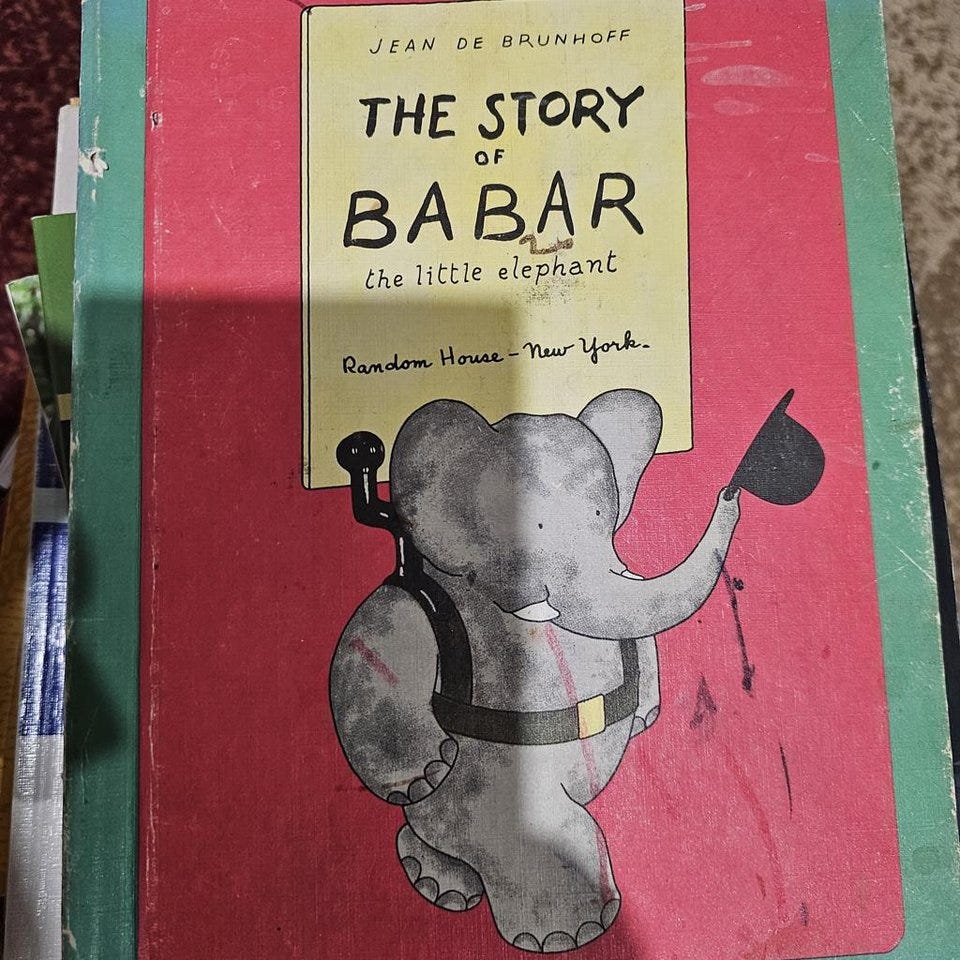 JEAN DE BRUNHOFF
THE STORY
OF
BABAR
the little elephant
Random House - New York.